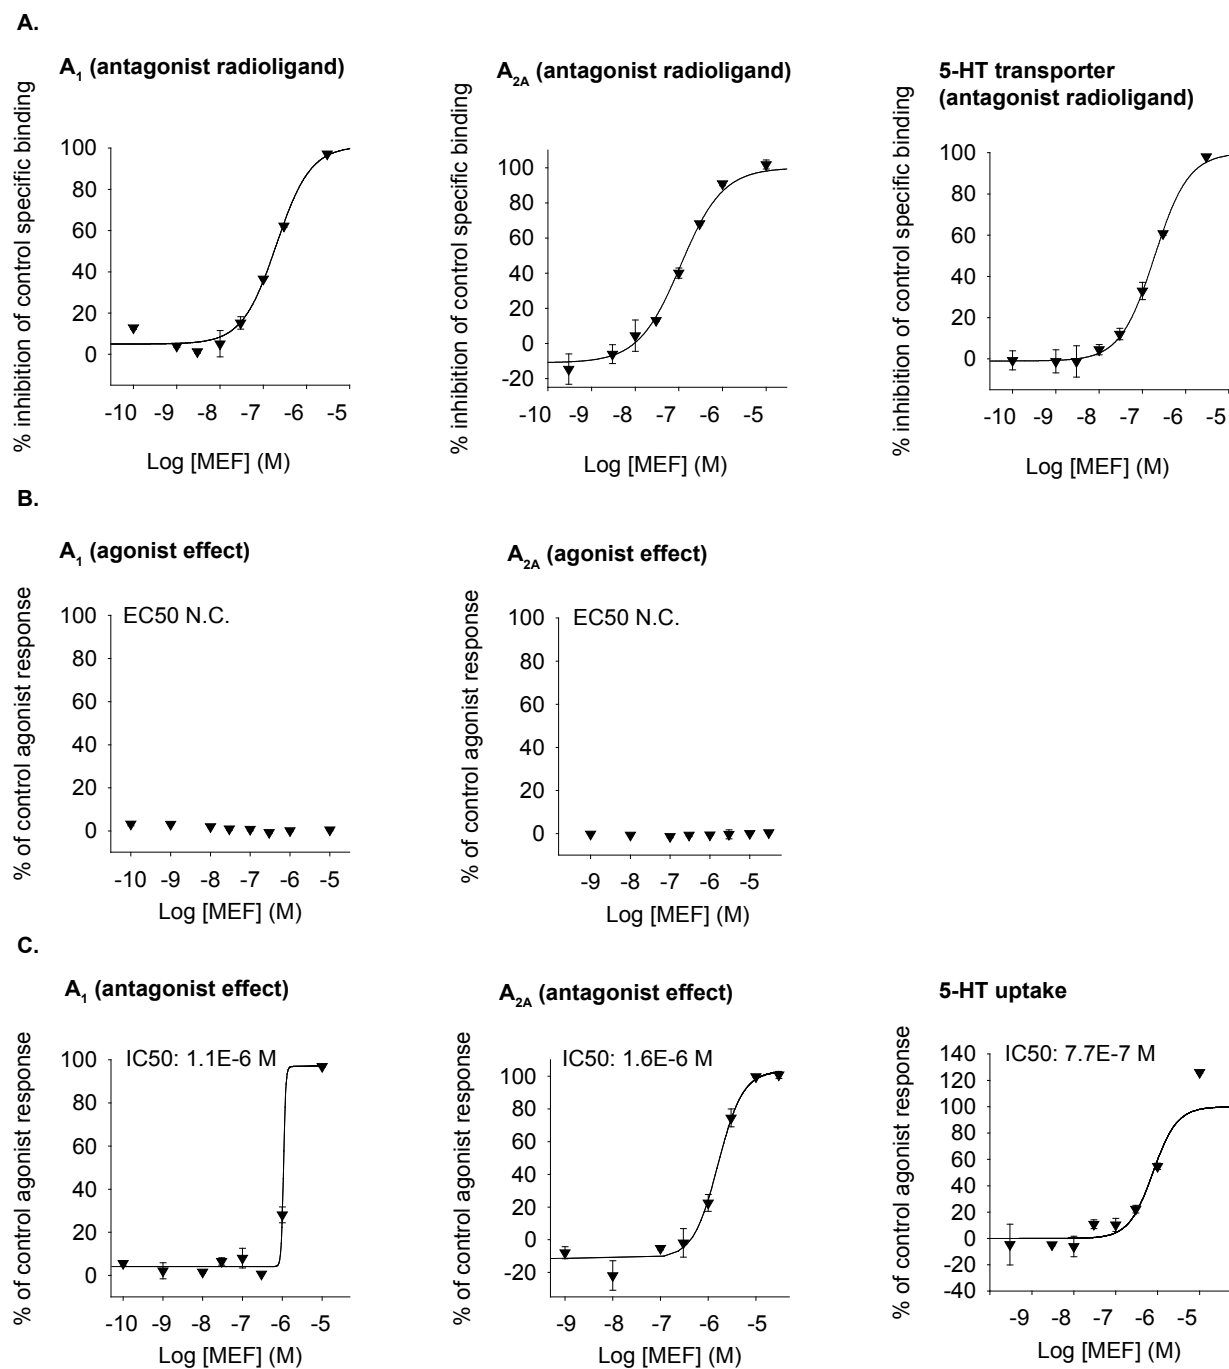 A.
A1 (antagonist radioligand)
% inhibition of control specific binding
100
80
60
40
20
0
-10 -9 -8 -7 -6 -5
Log [MEF] (M)
A2A (antagonist radioligand)
% inhibition of control specific binding
100
80
60
40
20
0
-20
-10 -9 -8 -7 -6 -5
Log [MEF] (M)
5-HT transporter
(antagonist radioligand)
% inhibition of control specific binding
100
80
60
40
20
0
-10 -9 -8 -7 -6 -5
Log [MEF] (M)
B.
A1 (agonist effect)
% of control agonist response
EC50 N.C.
100
80
60
40
20
0
-10 -9 -8 -7 -6 -5
Log [MEF] (M)
A2A (agonist effect)
% of control agonist response
EC50 N.C.
100
80
60
40
20
0
-9 -8 -7 -6 -5
Log [MEF] (M)
C.
A1 (antagonist effect)
% of control agonist response
IC50: 1.1E-6 M
100
80
60
40
20
0
-10 -9 -8 -7 -6 -5
Log [MEF] (M)
A2A (antagonist effect)
% of control agonist response
IC50: 1.6E-6 M
100
80
60
40
20
0
-20
-9 -8 -7 -6 -5
Log [MEF] (M)
5-HT uptake
% of control agonist response
IC50: 7.7E-7 M
140
120
100
80
60
40
20
0
-20
-40
-9 -8 -7 -6 -5
Log [MEF] (M)